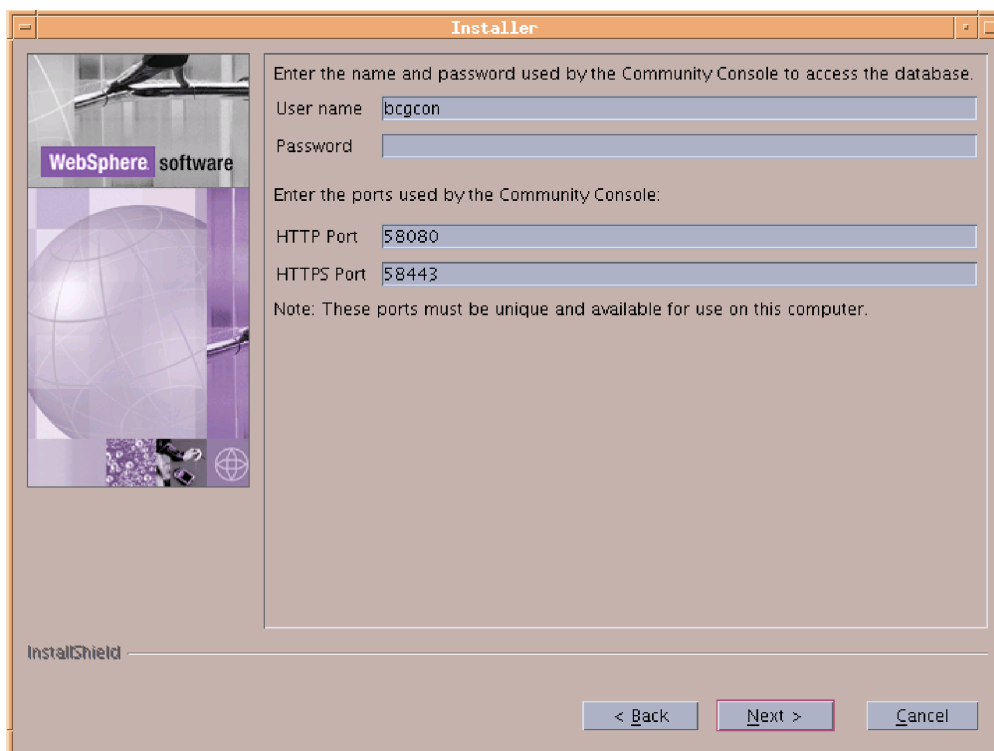 Installer
WebSphere software
Enter the name and password used by the Community Console to access the database.
User name bcgcon
Password
Enter the ports used by the Community Console:
HTTP Port 58080
HTTPS Port 58443
Note: These ports must be unique and available for use on this computer.
InstallShield
< Back Next > Cancel